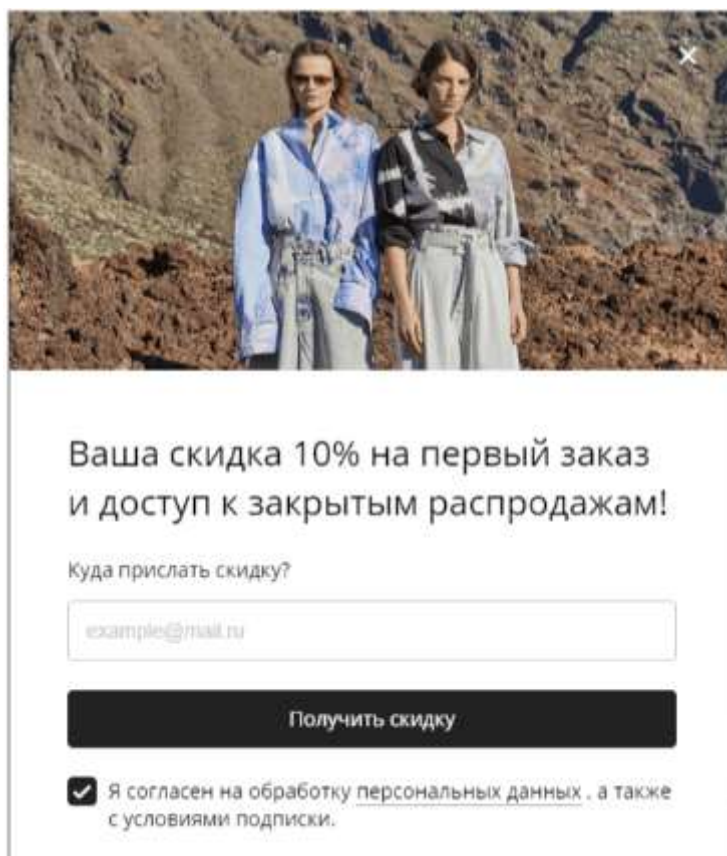 Ваша скидка 10% на первый заказ
и доступ к закрытым распродажам!
Куда прислать скидку?
example@mail.ru
Получить скидку
Я согласен на обработку персональных данных , а также
с условиями подписки.